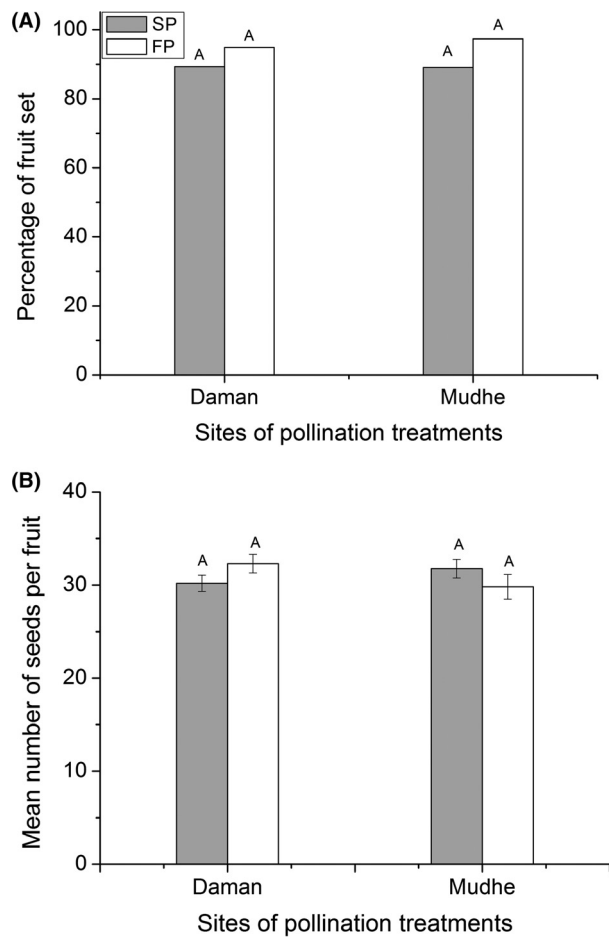 (A)
SP
FP
100
80
60
40
20
0
Percentage of fruit set
A
A
A
A
Daman
Mudhe
Sites of pollination treatments
(B)
40
30
20
10
0
Mean number of seeds per fruit
A
A
A
A
Daman
Mudhe
Sites of pollination treatments